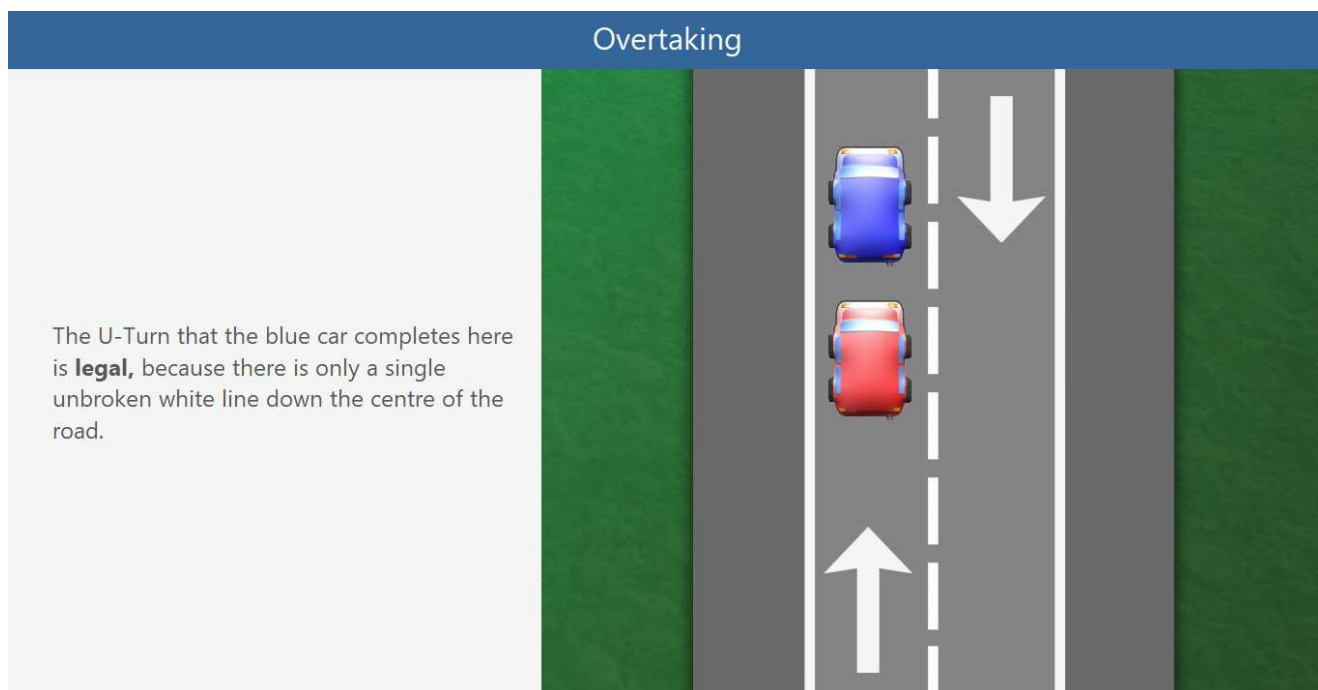 Overtaking
The U-Turn that the blue car completes here
is legal, because there is only a single
unbroken white line down the centre of the
road.